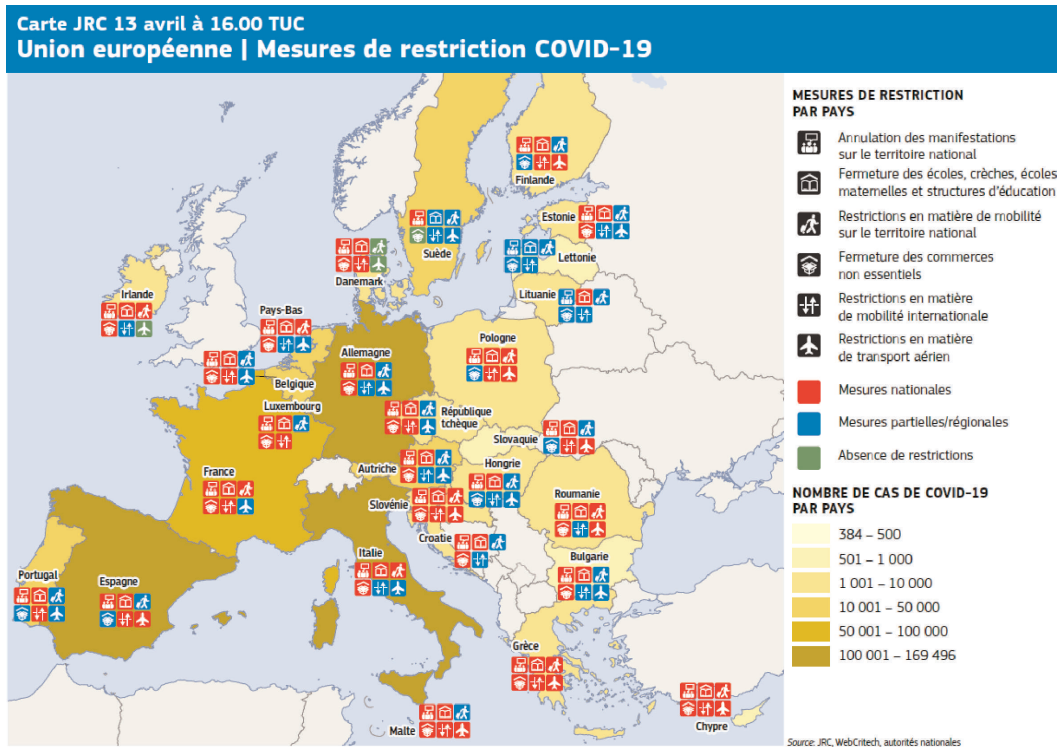 Carte JRC 13 avril à 16.00 TUC
Union européenne | Mesures de restriction COVID-19
Finlande
Estonie
Suède
Lettonie
Danemark
Lituanie
Irlande
Pays-Bas
Pologne
Allemagne
Belgique
Luxembourg
République
tchèque
Slovaquie
France
Autriche
Hongrie
Slovénie
Roumanie
Croatie
Italie
Bulgarie
Portugal
Espagne
Grèce
Malte
Chypre
MESURES DE RESTRICTION
PAR PAYS
Annulation des manifestations
sur le territoire national
Fermeture des écoles, crèches, écoles
maternelles et structures d'éducation
Restrictions en matière de mobilité
sur le territoire national
Fermeture des commerces
non essentiels
Restrictions en matière
de mobilité internationale
Restrictions en matière
de transport aérien
Mesures nationales
Mesures partielles/régionales
Absence de restrictions
NOMBRE DE CAS DE COVID-19
PAR PAYS
384 – 500
501 – 1 000
1 001 – 10 000
10 001 – 50 000
50 001 – 100 000
100 001 – 169 496
Source: JRC, WebCritech, autorités nationales